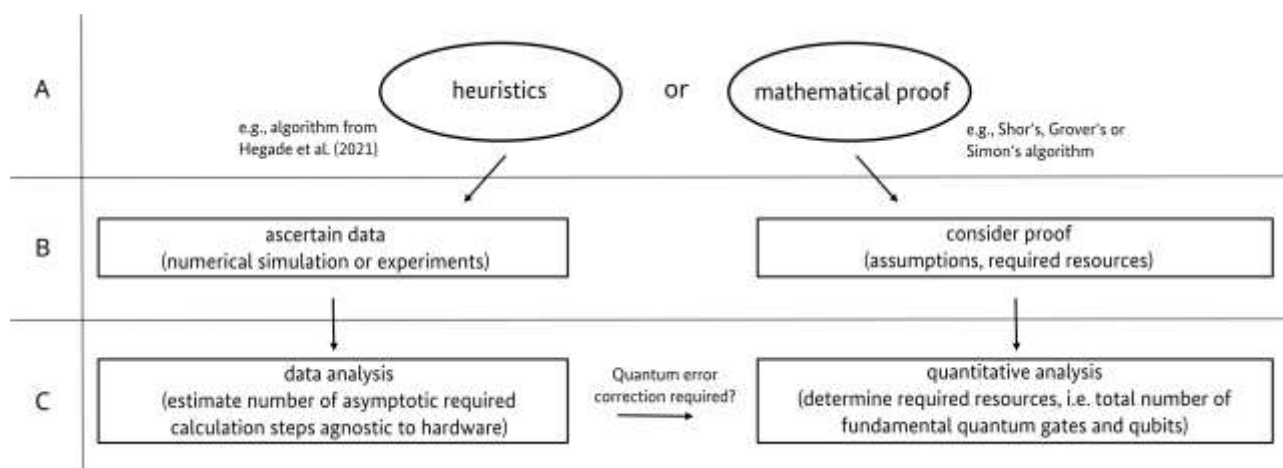 A
heuristics
or
mathematical proof
e.g., algorithm from
Hegade et al. (2021)
e.g., Shor's, Grover's or
Simon's algorithm
B
ascertain data
(numerical simulation or experiments)
consider proof
(assumptions, required resources)
C
data analysis
(estimate number of asymptotic required
calculation steps agnostic to hardware)
Quantum error
correction required?
quantitative analysis
(determine required resources, i.e. total number of
fundamental quantum gates and qubits)